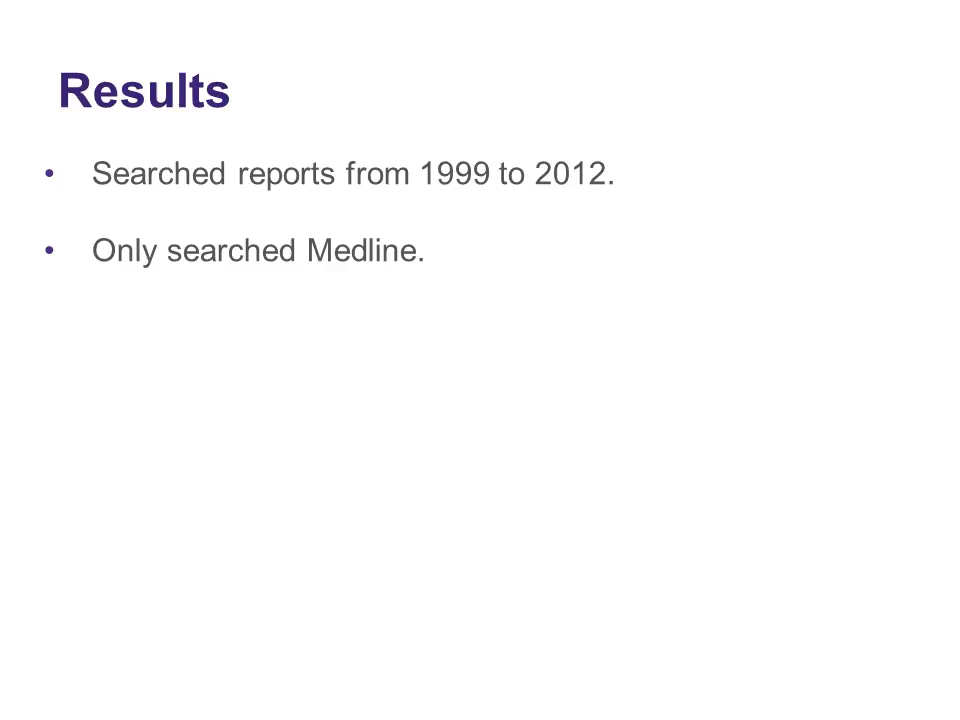 Results
• Searched reports from 1999 to 2012.
• Only searched Medline.